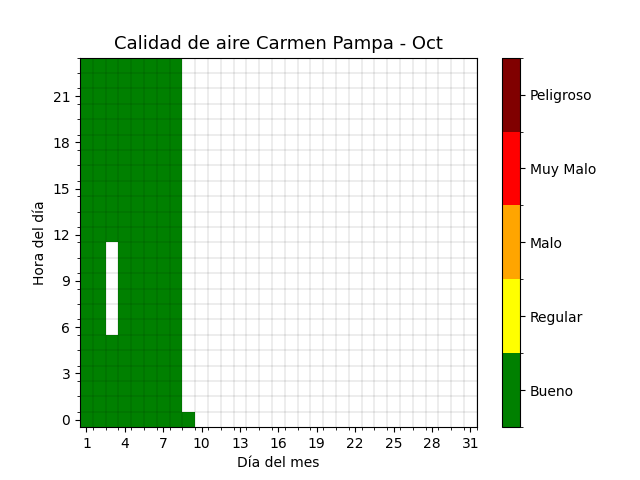 Calidad de aire Carmen Pampa - Oct
Hora del día
21
18
15
12
9
6
3
0
1 4 7 10 13 16 19 22 25 28 31
Día del mes
Peligroso
Muy Malo
Malo
Regular
Bueno